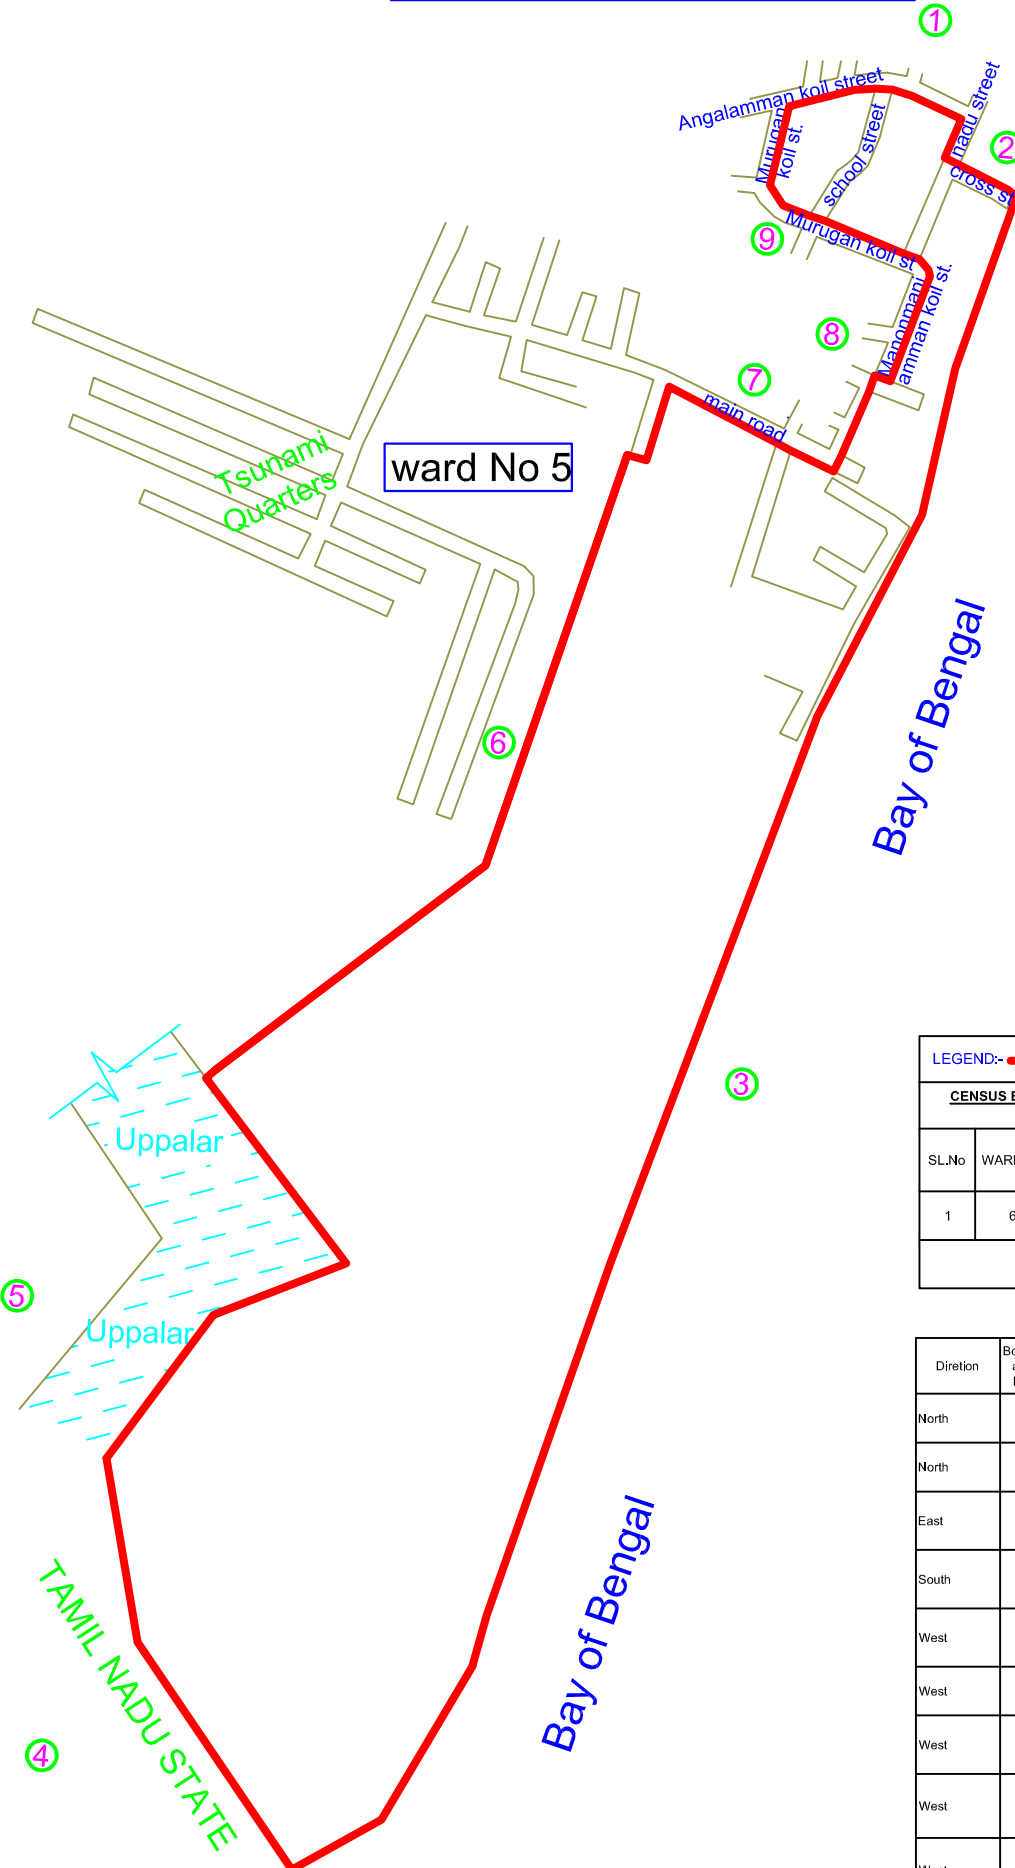 1
Angalamman koil street
nadu street
2
Murugan
koil st.
school street
cross st
9
Murugan koil st
Manonmani
amman koil st.
8
7
main road
ward No 5
Tsunami
Quarters
Bay of Bengal
6
3
LEGEND:-
CENSUS
SL.No
1
Uppalar
5
Uppalar
Diretion
North
North
East
South
West
West
West
West
Bay of Bengal
TAMIL NADU STATE
4